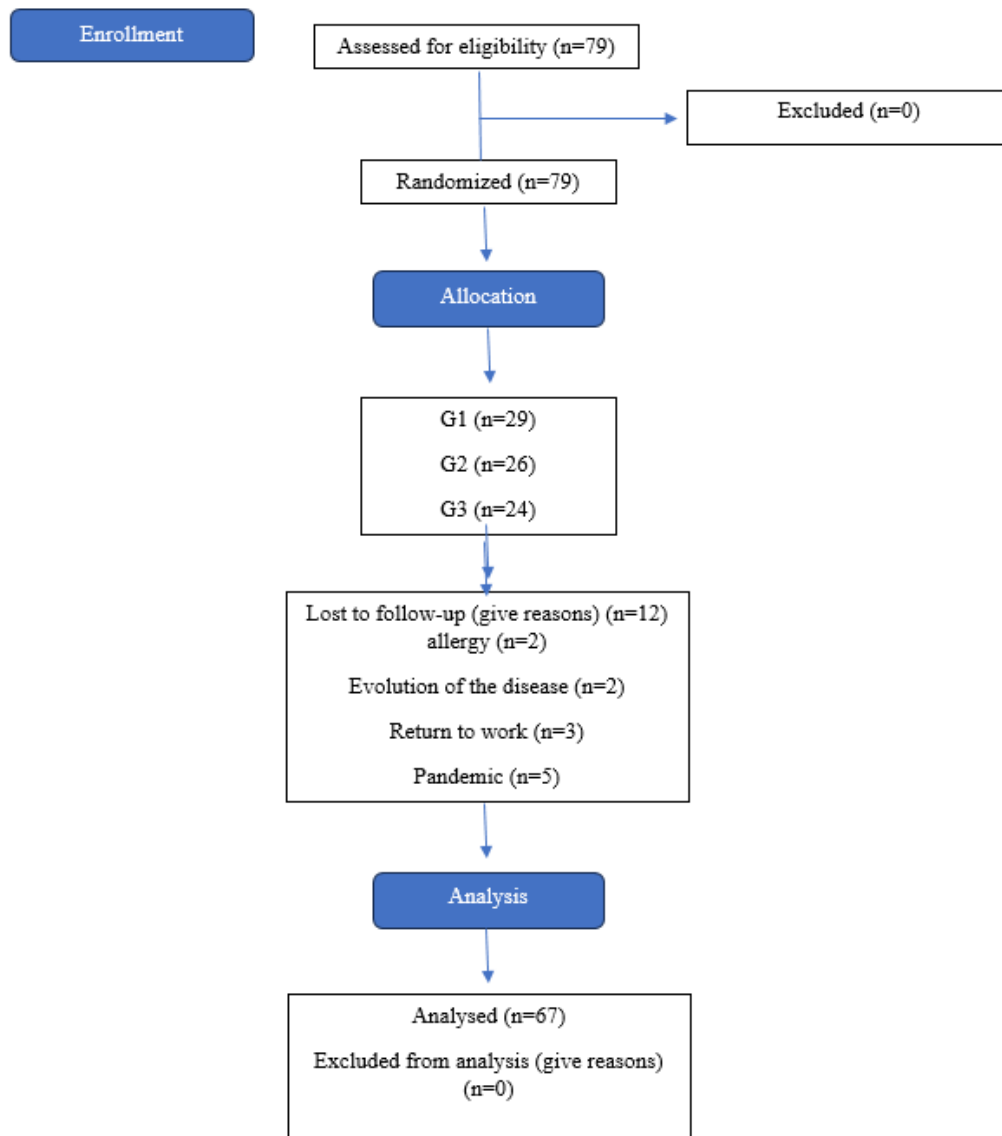 Enrollment
Assessed for eligibility (n=79)
Excluded (n=0)
Randomized (n=79)
Allocation
G1 (n=29)
G2 (n=26)
G3 (n=24)
Lost to follow-up (give reasons) (n=12)
allergy (n=2)
Evolution of the disease (n=2)
Return to work (n=3)
Pandemic (n=5)
Analysis
Analysed (n=67)
Excluded from analysis (give reasons)
(n=0)